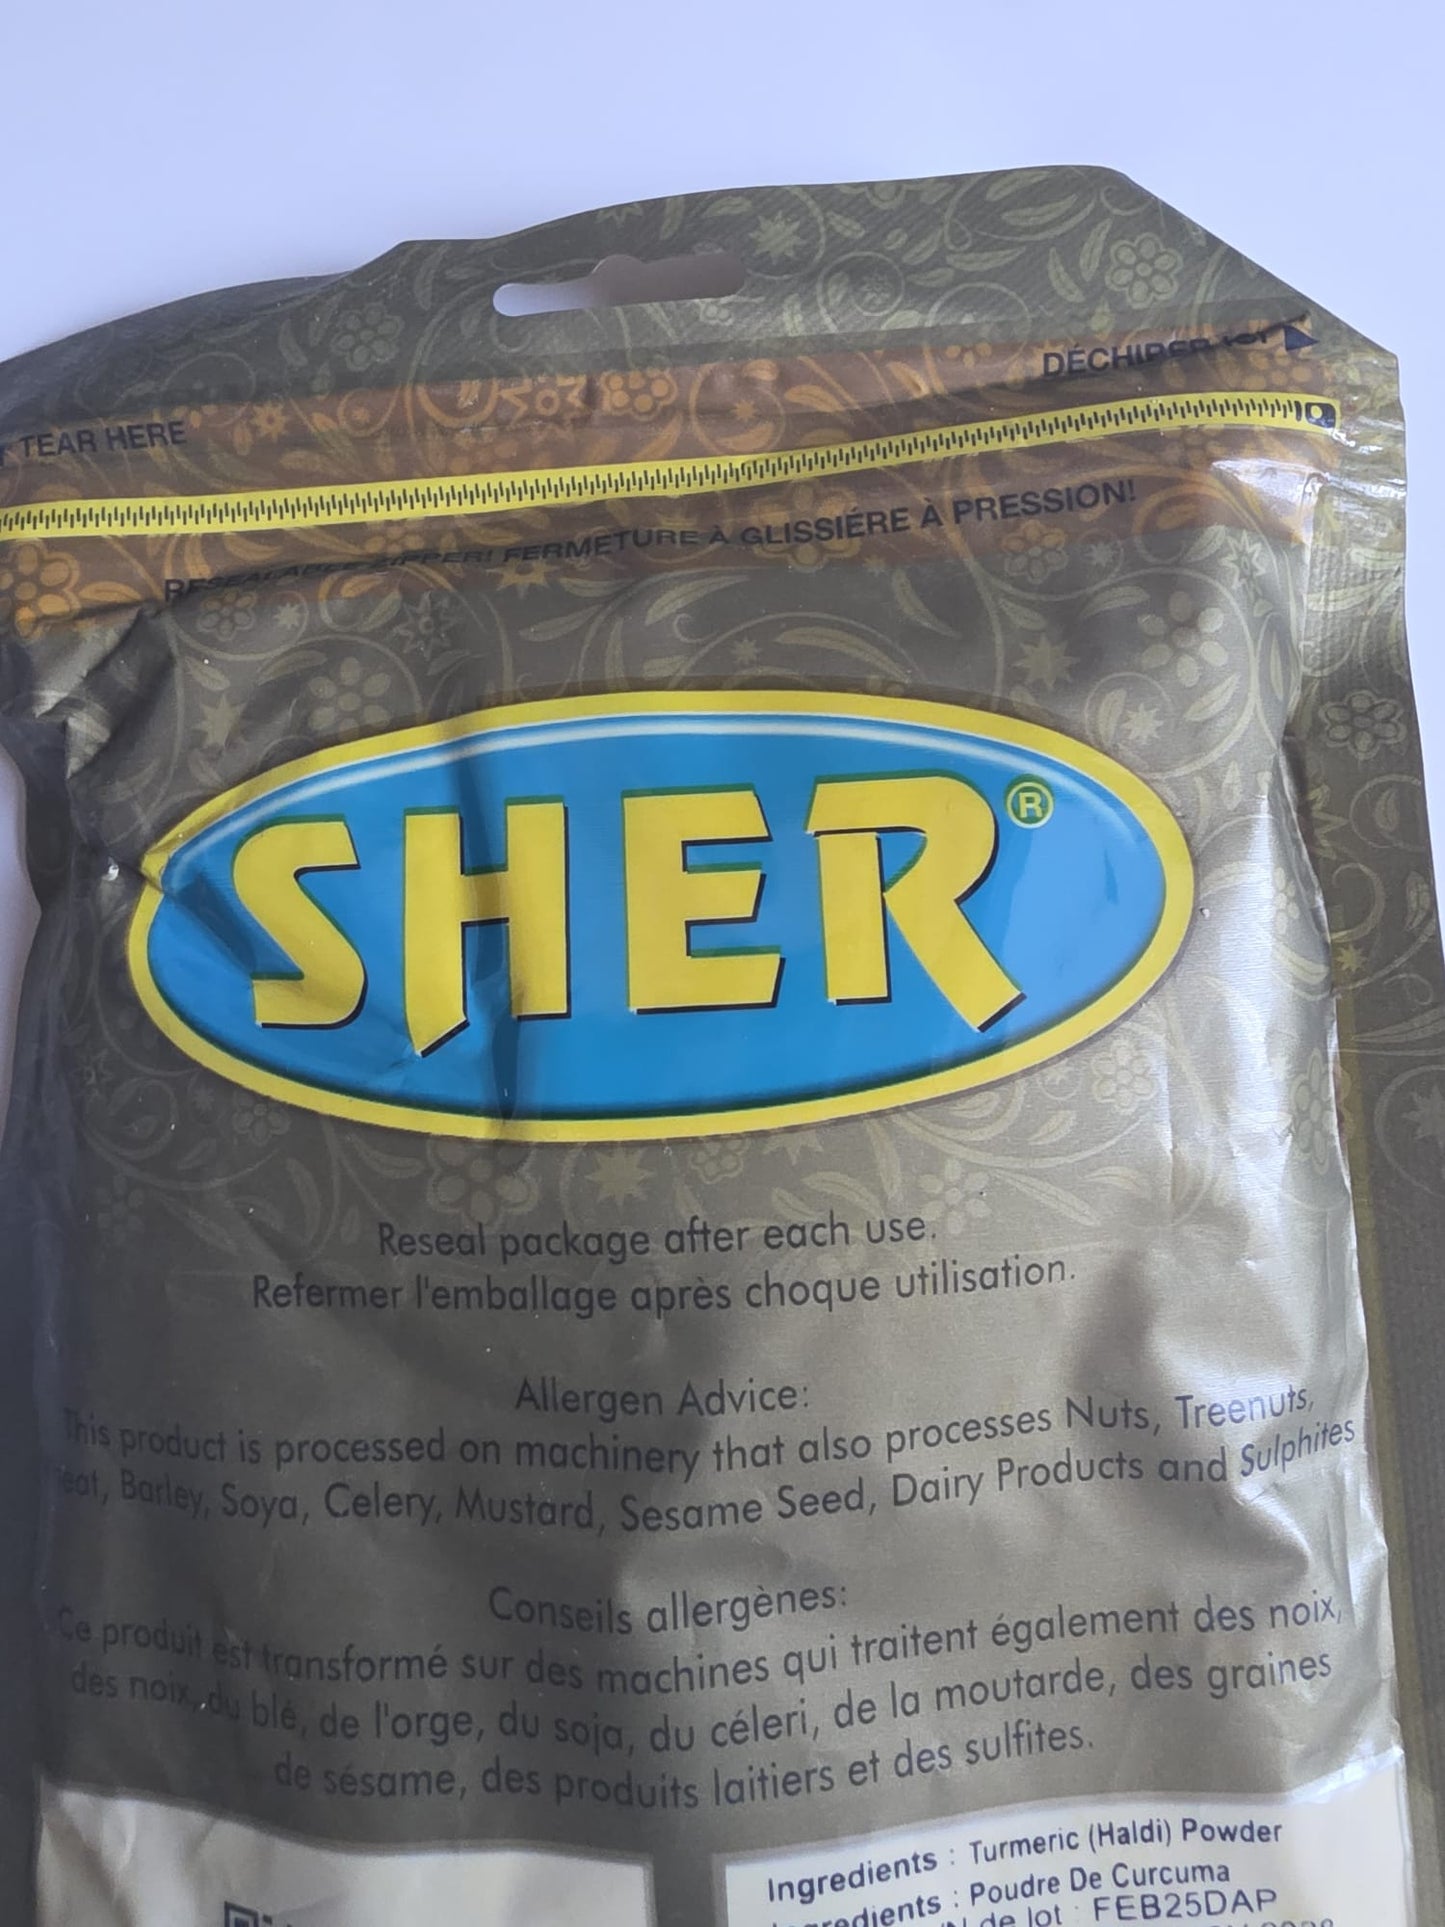 TEAR HERE
DÉCHIRER ICI
RESEALABLE ZIPPER! FERMETURE À GLISSIÉRE À PRESSION!
SHER®
Reseal package after each use.
Refermer l'emballage après choque utilisation.
Allergen Advice:
This product is processed on machinery that also processes Nuts, Treenuts,
Barley, Soya, Celery, Mustard, Sesame Seed, Dairy Products and Sulphites
Conseils allergènes:
Ce produit est transformé sur des machines qui traitent également des noix,
des noix, du blé, de l'orge, du soja, du céleri, de la moutarde, des graines
de sésame, des produits laitiers et des sulfites.
Ingredients : Turmeric (Haldi) Powder
: Poudre De Curcuma
de lot : FEB25DAP